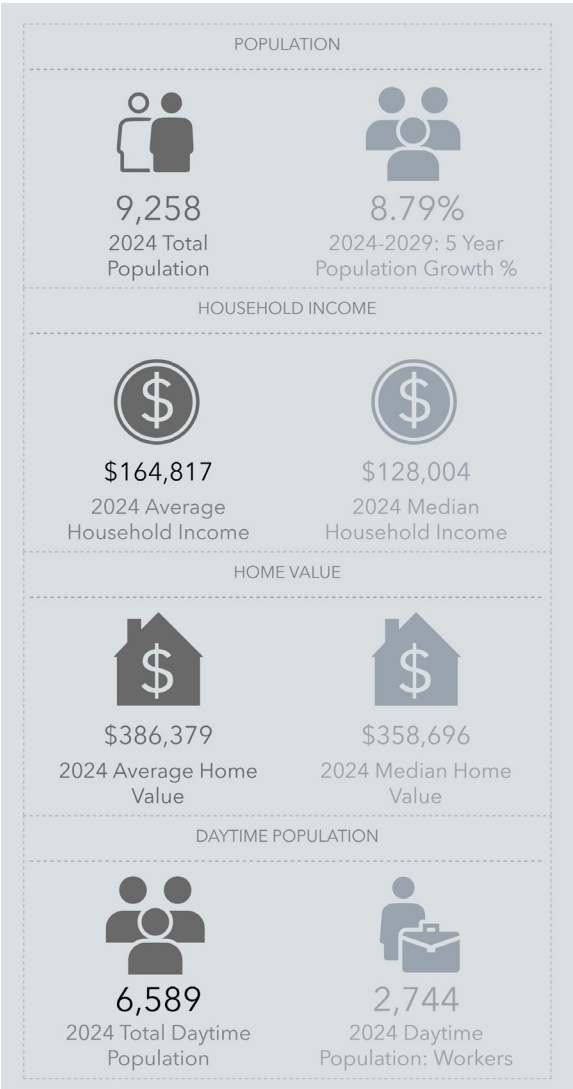 POPULATION
9,258
2024 Total
Population
8.79%
2024-2029: 5 Year
Population Growth %
HOUSEHOLD INCOME
$
$164,817
2024 Average
Household Income
$
$128,004
2024 Median
Household Income
HOME VALUE
$
$386,379
2024 Average Home
Value
$
$358,696
2024 Median Home
Value
DAYTIME POPULATION
6,589
2024 Total Daytime
Population
2,744
2024 Daytime
Population: Workers